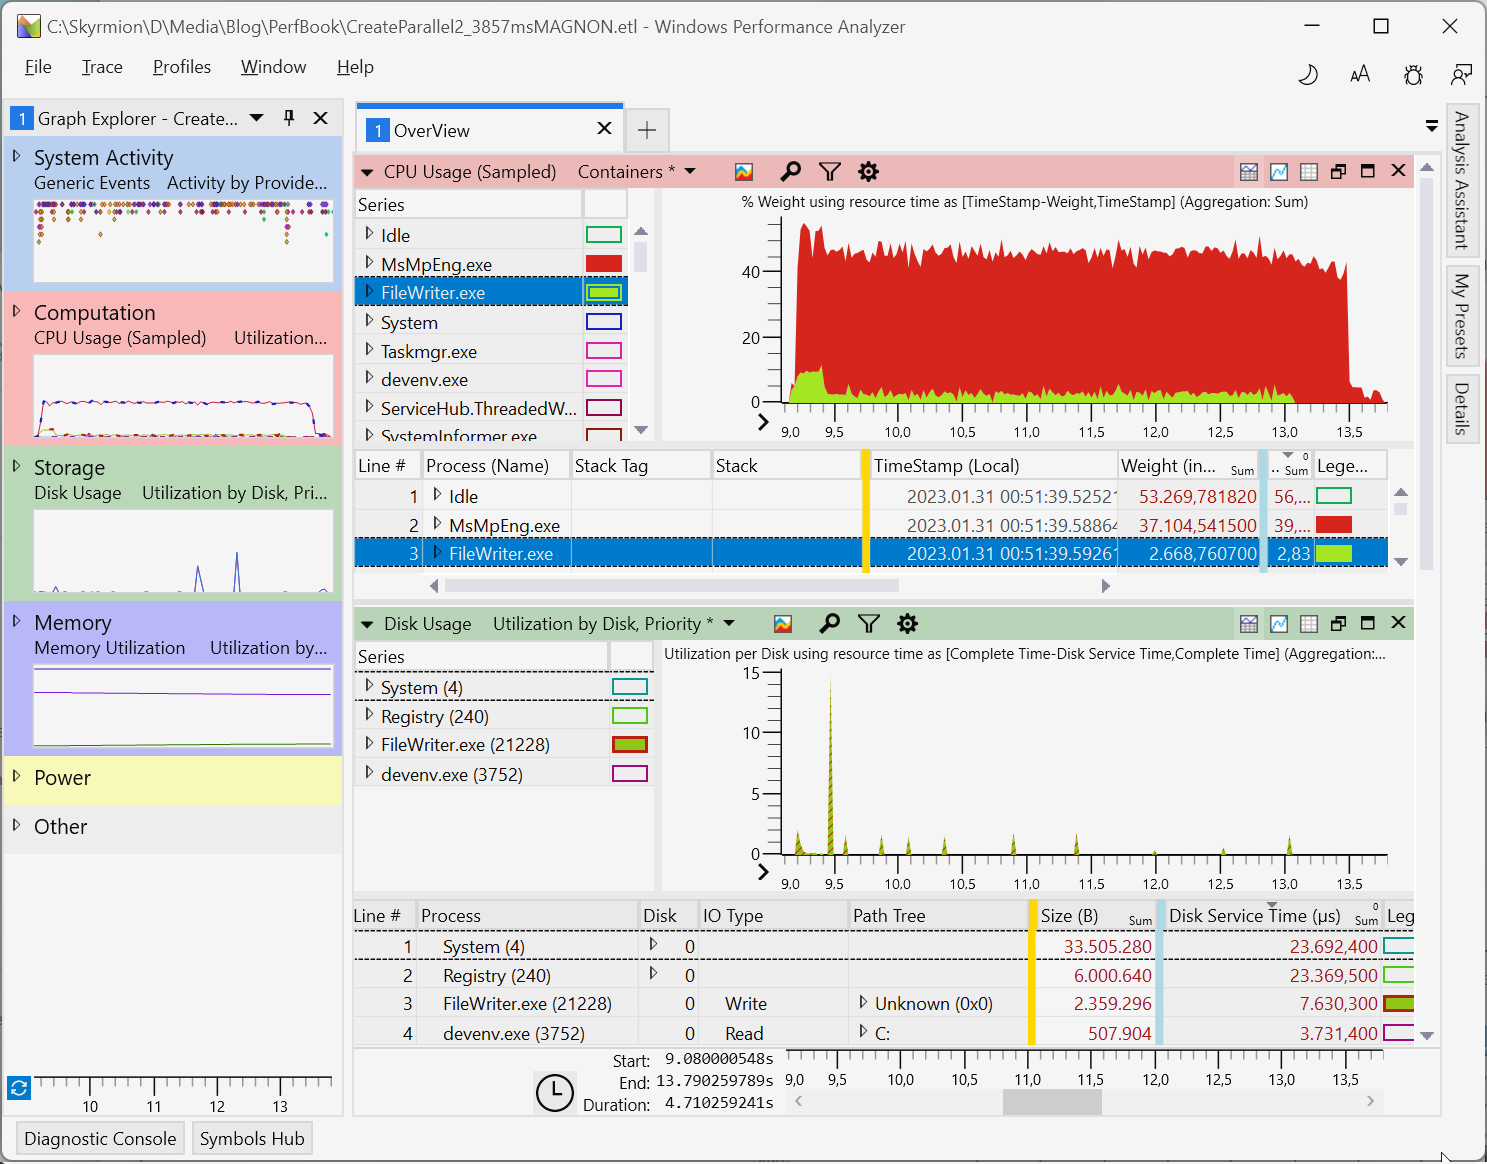 C:\Skyrmion\D\Media\Blog\PerfBook\CreateParallel2_3857msMAGNON.etl - Windows Performance Analyzer
File Trace Profiles Window Help
1 Graph Explorer - Create...
System Activity
Generic Events Activity by Provide...
Computation
CPU Usage (Sampled) Utilization...
Storage
Disk Usage Utilization by Disk, Pri...
Memory
Memory Utilization Utilization by...
Power
Other
10 11 12 13
1 OverView
CPU Usage (Sampled) Containers *
Series
Idle
MsMpEng.exe
FileWriter.exe
System
Taskmgr.exe
devenv.exe
ServiceHub.ThreadedW...
SystemInformer.exe
% Weight using resource time as [TimeStamp-Weight,TimeStamp] (Aggregation: Sum)
40
20
0
9,0 9,5 10,0 10,5 11,0 11,5 12,0 12,5 13,0 13,5
Line # Process (Name) Stack Tag Stack TimeStamp (Local) Weight (in... Sum .. 0 Sum Lege...
1 Idle 2023.01.31 00:51:39.52521 53.269,781820 56,...
2 MsMpEng.exe 2023.01.31 00:51:39.58864 37.104,541500 39,...
3 FileWriter.exe 2023.01.31 00:51:39.59261 2.668,760700 2,83
Disk Usage Utilization by Disk, Priority *
Series
System (4)
Registry (240)
FileWriter.exe (21228)
devenv.exe (3752)
Utilization per Disk using resource time as [Complete Time-Disk Service Time,Complete Time] (Aggregation:...
15
10
5
0
9,0 9,5 10,0 10,5 11,0 11,5 12,0 12,5 13,0 13,5
Line # Process Disk IO Type Path Tree Size (B) Sum Disk Service Time (µs) 0 Sum Leg
1 System (4) 0 33.505.280 23.692,400
2 Registry (240) 0 6.000.640 23.369,500
3 FileWriter.exe (21228) 0 Write Unknown (0x0) 2.359.296 7.630,300
4 devenv.exe (3752) 0 Read C: 507.904 3.731,400
Start: 9.080000548s
End: 13.790259789s
Duration: 4.710259241s
9,0 9,5 10,0 10,5 11,0 11,5 12,0 12,5 13,0 13,5
Analysis Assistant
My Presets
Details
Diagnostic Console Symbols Hub